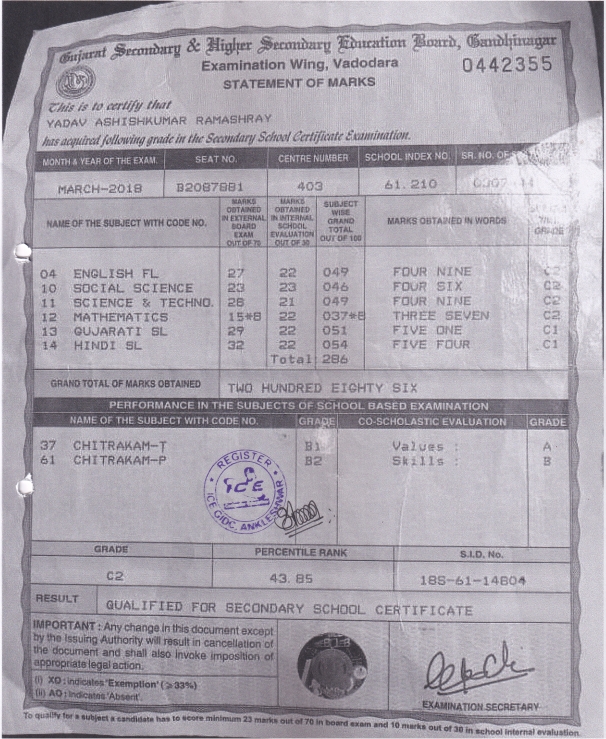 Gujarat Secondary & Higher Secondary Education Board, Gandhinagar
Examination Wing, Vadodara
0442355
STATEMENT OF MARKS
This is to certify that
YADAV ASHISHKUMAR RAMASHRAY
has acquired following grade in the Secondary School Certificate Examination.
MONTH & YEAR OF THE EXAM. SEAT NO. CENTRE NUMBER SCHOOL INDEX NO. SR. NO. OF
MARCH-2018 B2087881 403 61.210
NAME OF THE SUBJECT WITH CODE NO. MARKS OBTAINED IN EXTERNAL BOARD EXAM OUT OF 70 MARKS OBTAINED IN INTERNAL SCHOOL EVALUATION OUT OF 30 SUBJECT WISE GRAND TOTAL OUT OF 100 MARKS OBTAINED IN WORDS GRADE
04 ENGLISH FL 27 22 049 FOUR NINE C2
10 SOCIAL SCIENCE 23 23 046 FOUR SIX C2
11 SCIENCE & TECHNO. 28 21 049 FOUR NINE C2
12 MATHEMATICS 15*8 22 037*8 THREE SEVEN C2
13 GUJARATI SL 29 22 051 FIVE ONE C1
14 HINDI SL 32 22 054 FIVE FOUR C1
Total 286
GRAND TOTAL OF MARKS OBTAINED TWO HUNDRED EIGHTY SIX
PERFORMANCE IN THE SUBJECTS OF SCHOOL BASED EXAMINATION
NAME OF THE SUBJECT WITH CODE NO. GRADE CO-SCHOLASTIC EVALUATION GRADE
37 CHITRAKAM-T B1 Values : A
61 CHITRAKAM-P B2 Skills : B
REGISTER
ICE
ICE GIDC, ANKLESHWAR
GRADE PERCENTILE RANK S.I.D. No.
C2 43.85 18S-61-14804
RESULT QUALIFIED FOR SECONDARY SCHOOL CERTIFICATE
IMPORTANT : Any change in this document except
by the Issuing Authority will result in cancellation of
the document and shall also invoke imposition of
appropriate legal action.
(i) XO : Indicates 'Exemption' (⩾33%)
(ii) AO : Indicates 'Absent'.
EXAMINATION SECRETARY
To qualify for a subject a candidate has to score minimum 23 marks out of 70 in board exam and 10 marks out of 30 in school internal evaluation.